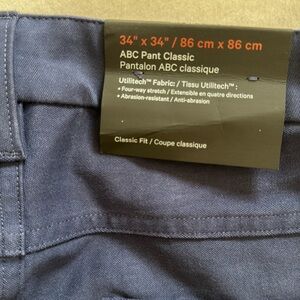 34" x 34" / 86 cm x 86 cm
ABC Pant Classic
Pantalon ABC classique
Utilitech™ Fabric: / Tissu Utilitech™ :
• Four-way stretch / Extensible en quatre directions
• Abrasion-resistant / Anti-abrasion
Classic Fit / Coupe classique